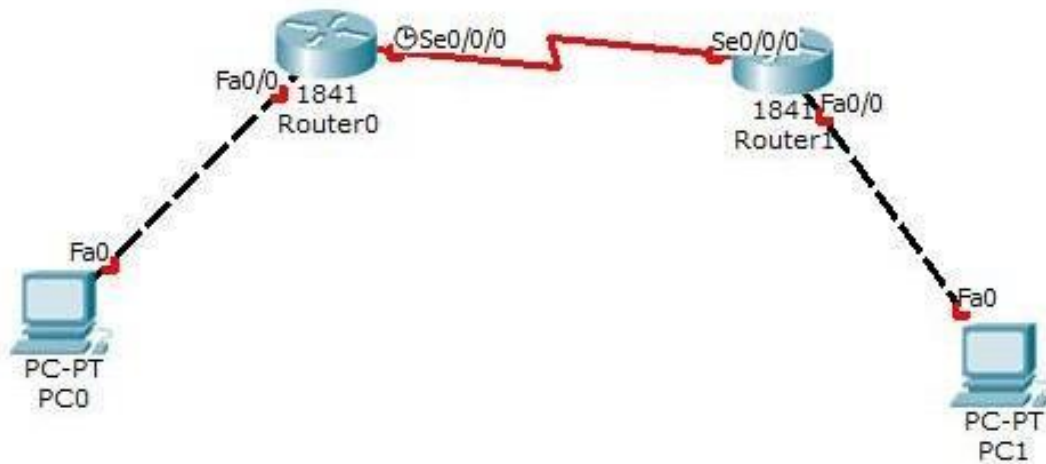 Se0/0/0
Se0/0/0
Fa0/0
1841
Router0
1841
Fa0/0
Router1
Fa0
PC-PT
PC0
Fa0
PC-PT
PC1